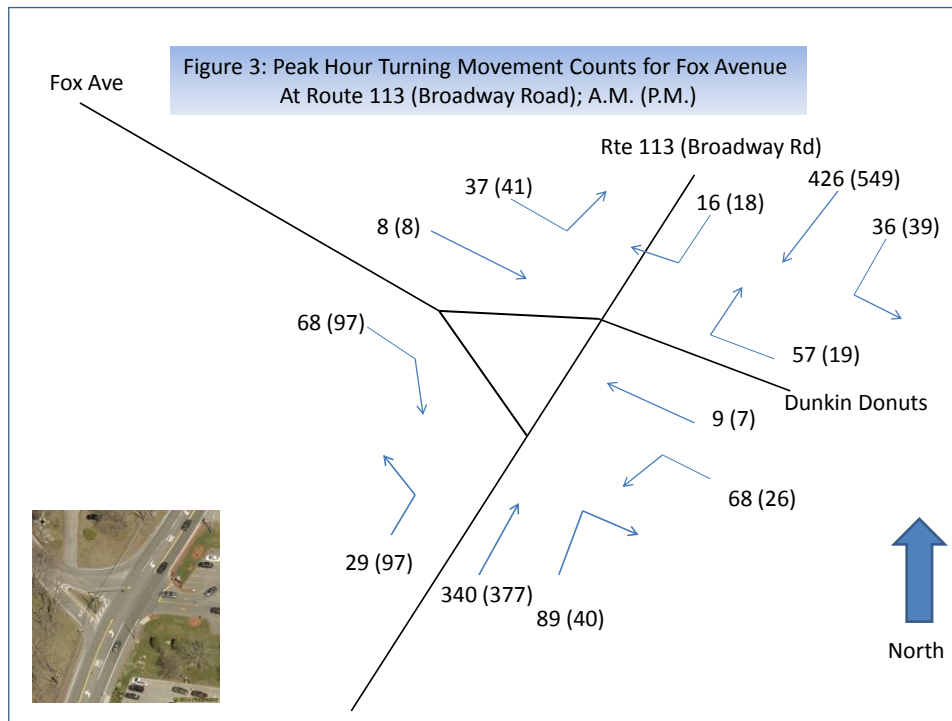 Figure 3: Peak Hour Turning Movement Counts for Fox Avenue
At Route 113 (Broadway Road); A.M. (P.M.)
Fox Ave
Rte 113 (Broadway Rd)
37 (41)
426 (549)
16 (18)
8 (8)
36 (39)
68 (97)
57 (19)
Dunkin Donuts
9 (7)
68 (26)
29 (97)
340 (377)
89 (40)
North